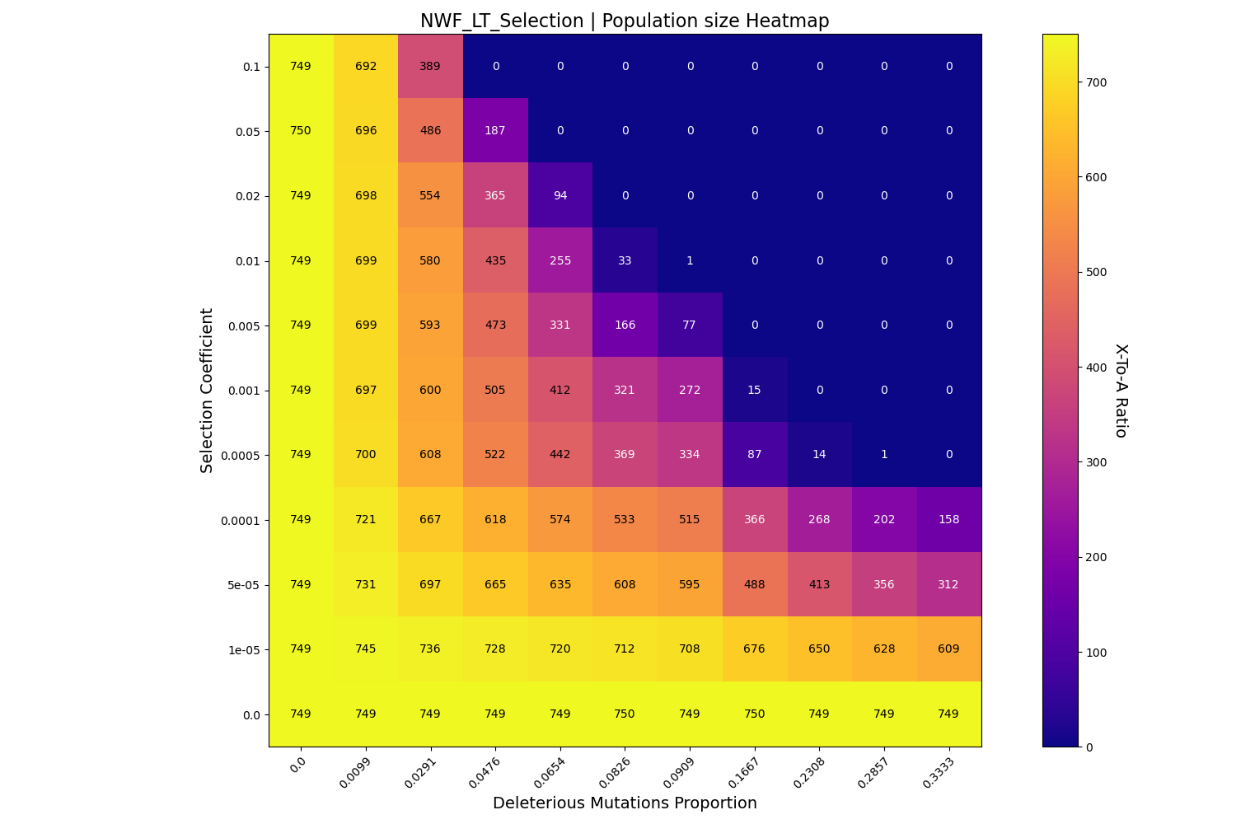 NWF_LT_Selection | Population size Heatmap
0.1 749 692 389 0 0 0 0 0 0 0 0
0.05 750 696 486 187 0 0 0 0 0 0 0
0.02 749 698 554 365 94 0 0 0 0 0 0
0.01 749 699 580 435 255 33 1 0 0 0 0
0.005 749 699 593 473 331 166 77 0 0 0 0
0.001 749 697 600 505 412 321 272 15 0 0 0
0.0005 749 700 608 522 442 369 334 87 14 1 0
0.0001 749 721 667 618 574 533 515 366 268 202 158
5e-05 749 731 697 665 635 608 595 488 413 356 312
1e-05 749 745 736 728 720 712 708 676 650 628 609
0.0 749 749 749 749 749 750 749 750 749 749 749
0.0 0.0099 0.0291 0.0476 0.0654 0.0826 0.0909 0.1667 0.2308 0.2857 0.3333
Deleterious Mutations Proportion
Selection Coefficient
700
600
500
400
300
200
100
0
X-To-A Ratio